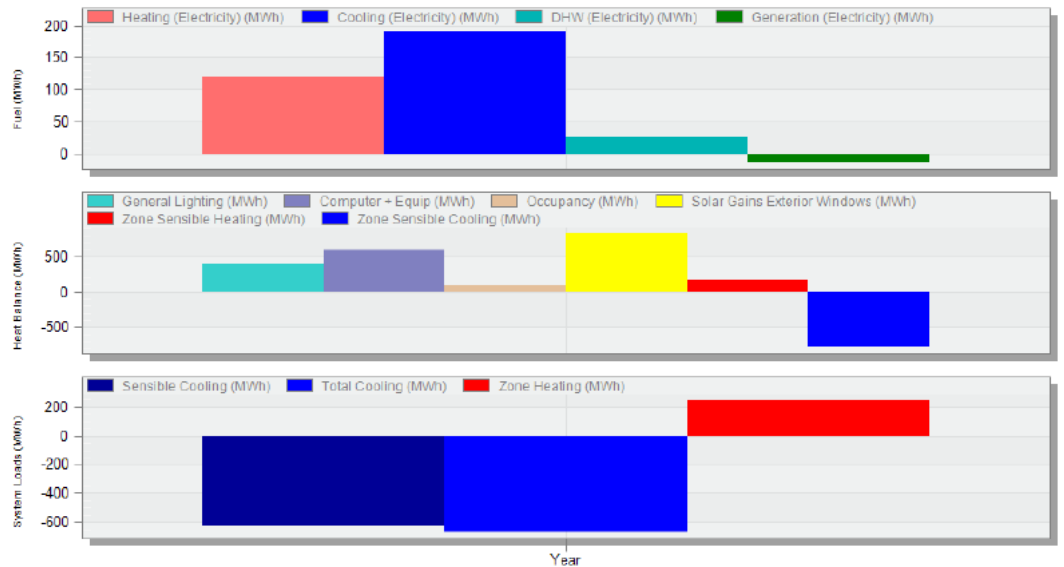 Heating (Electricity) (MWh) Cooling (Electricity) (MWh) DHW (Electricity) (MWh) Generation (Electricity) (MWh)
200
150
100
50
0
Fuel (MWh)
General Lighting (MWh) Computer + Equip (MWh) Occupancy (MWh) Solar Gains Exterior Windows (MWh)
Zone Sensible Heating (MWh) Zone Sensible Cooling (MWh)
500
0
-500
Heat Balance (MWh)
Sensible Cooling (MWh) Total Cooling (MWh) Zone Heating (MWh)
200
0
-200
-400
-600
System Loads (MWh)
Year